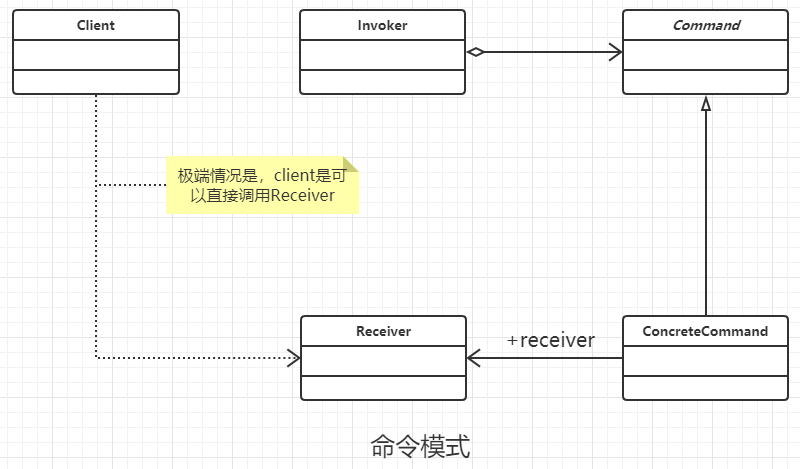 Client
Invoker
Command
极端情况是，client是可
以直接调用Receiver
Receiver
+receiver
ConcreteCommand
命令模式